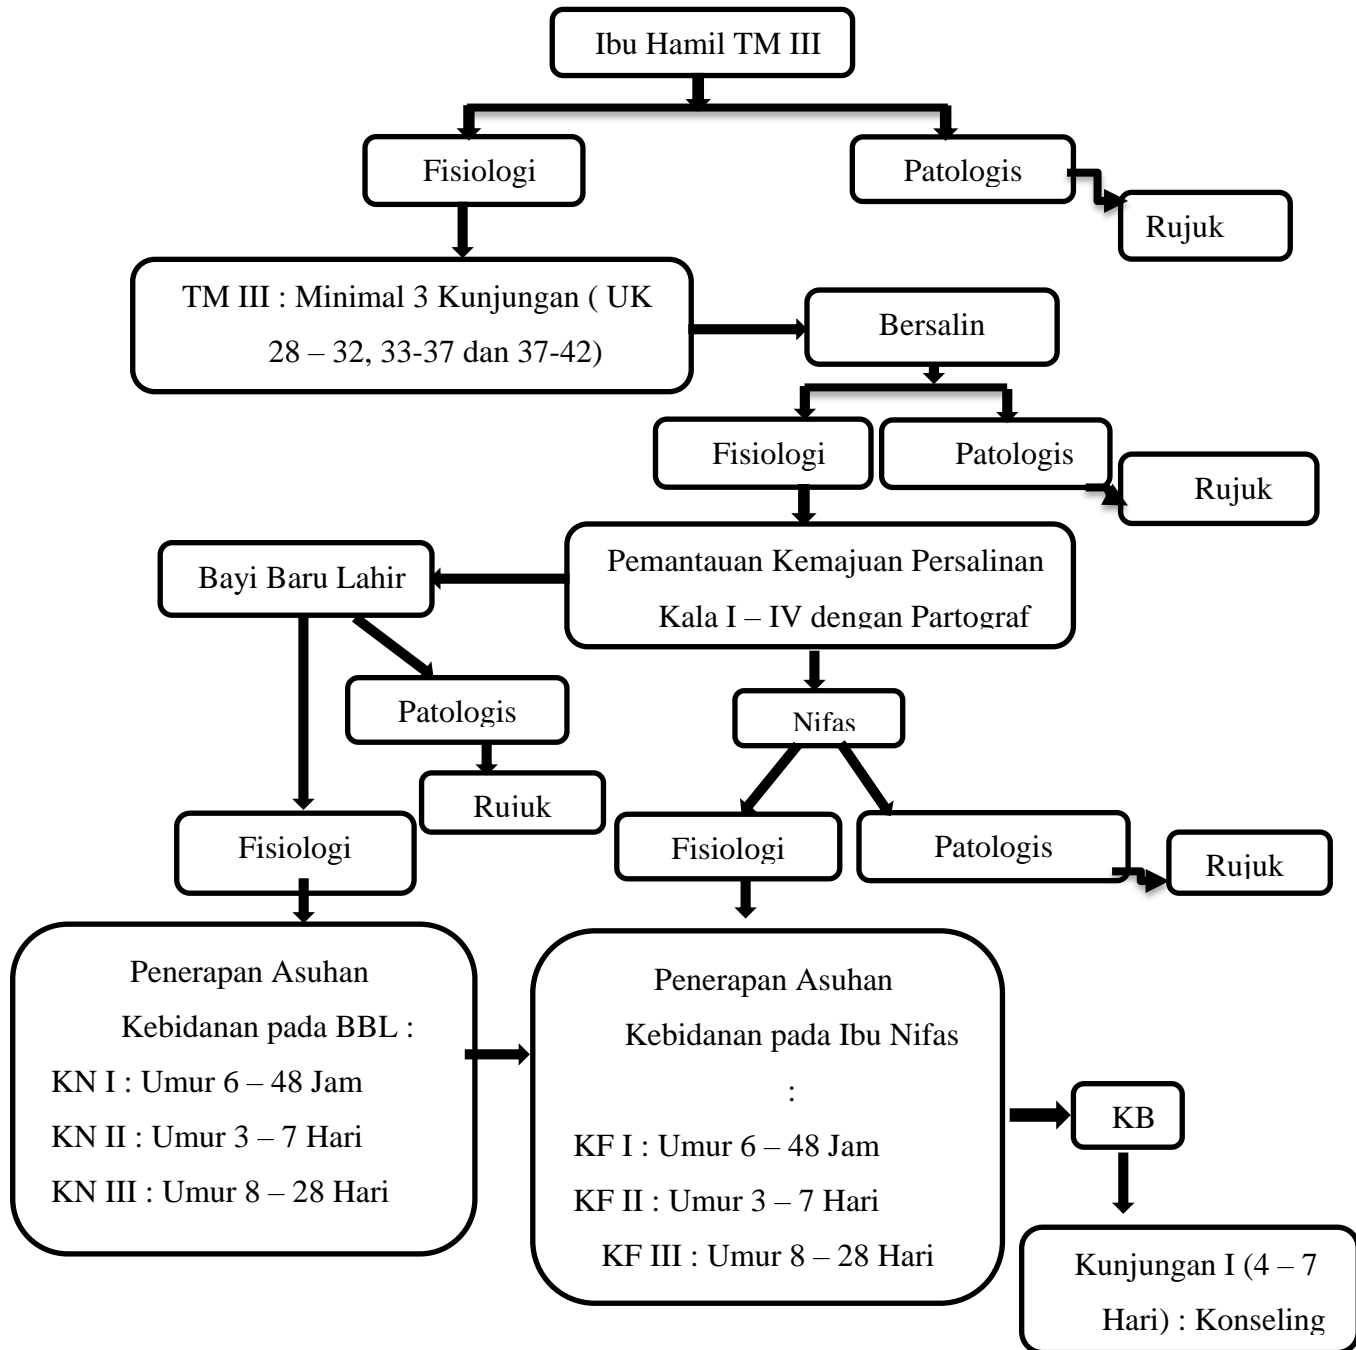 Ibu Hamil TM III
Fisiologi
Patologis
Rujuk
TM III : Minimal 3 Kunjungan ( UK
28 – 32, 33-37 dan 37-42)
Bersalin
Fisiologi
Patologis
Rujuk
Pemantauan Kemajuan Persalinan
Kala I – IV dengan Partograf
Bayi Baru Lahir
Patologis
Rujuk
Nifas
Fisiologi
Fisiologi
Patologis
Rujuk
Penerapan Asuhan
Kebidanan pada BBL :
KN I : Umur 6 – 48 Jam
KN II : Umur 3 – 7 Hari
KN III : Umur 8 – 28 Hari
Penerapan Asuhan
Kebidanan pada Ibu Nifas
:
KF I : Umur 6 – 48 Jam
KF II : Umur 3 – 7 Hari
KF III : Umur 8 – 28 Hari
KB
Kunjungan I (4 – 7
Hari) : Konseling